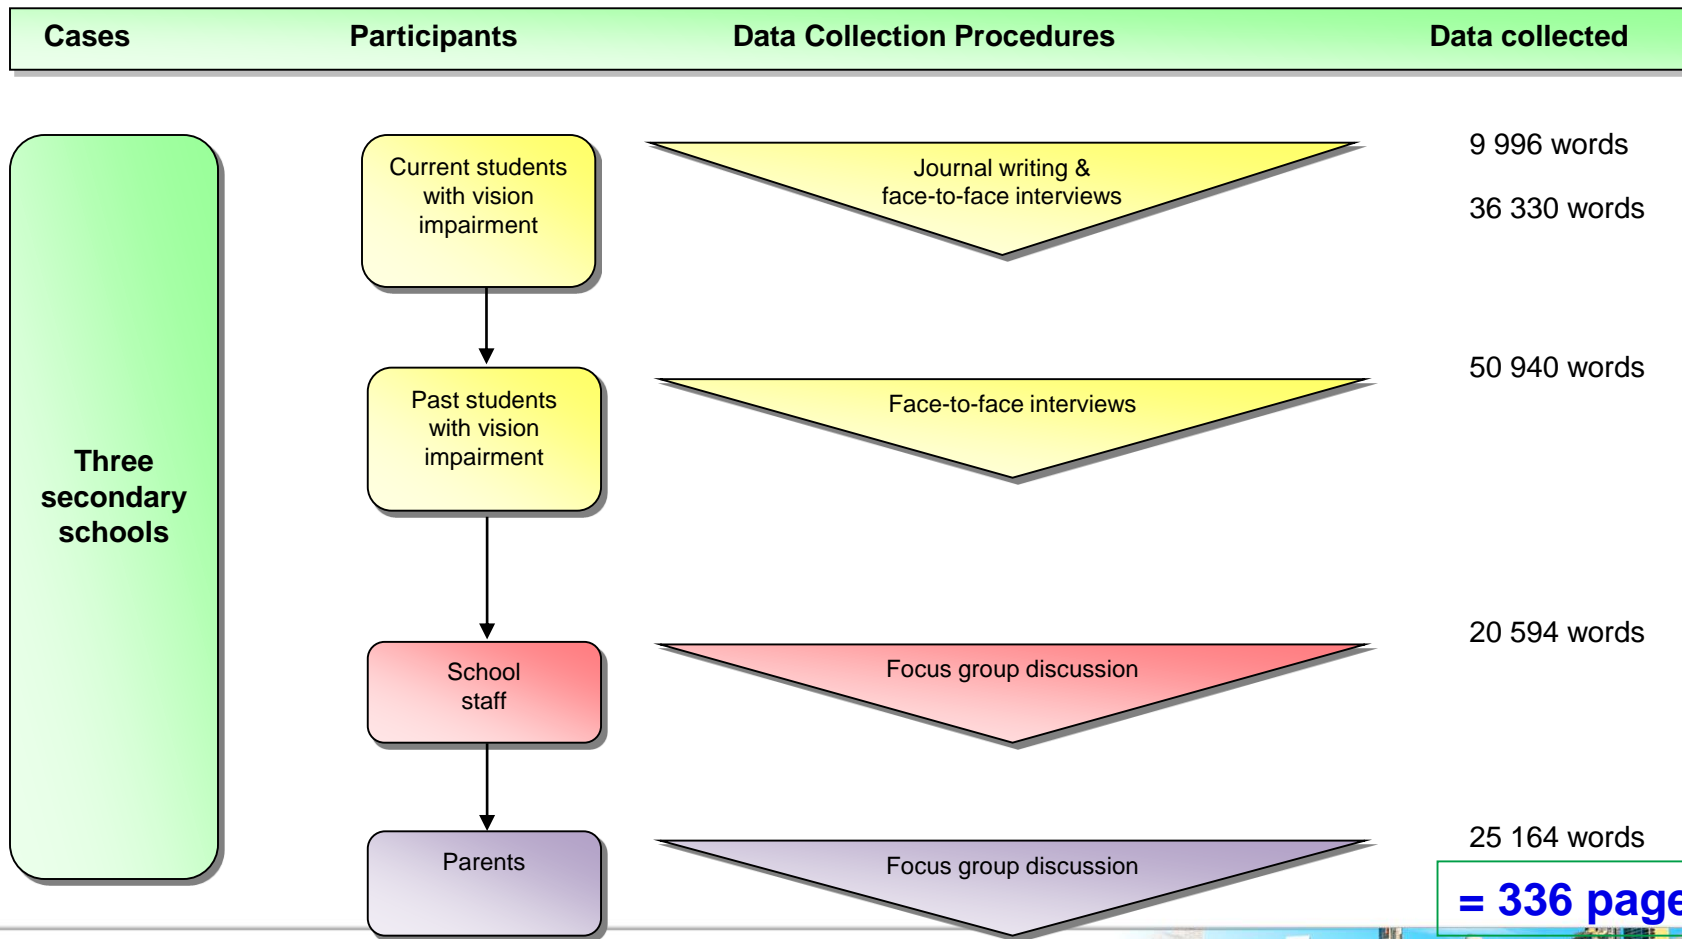 Cases Participants Data Collection Procedures Data collected
Current students
with vision
impairment
Journal writing &
face-to-face interviews
9 996 words
36 330 words
Past students
with vision
impairment
Face-to-face interviews
50 940 words
Three
secondary
schools
School
staff
Focus group discussion
20 594 words
Parents
Focus group discussion
25 164 words
= 336 page